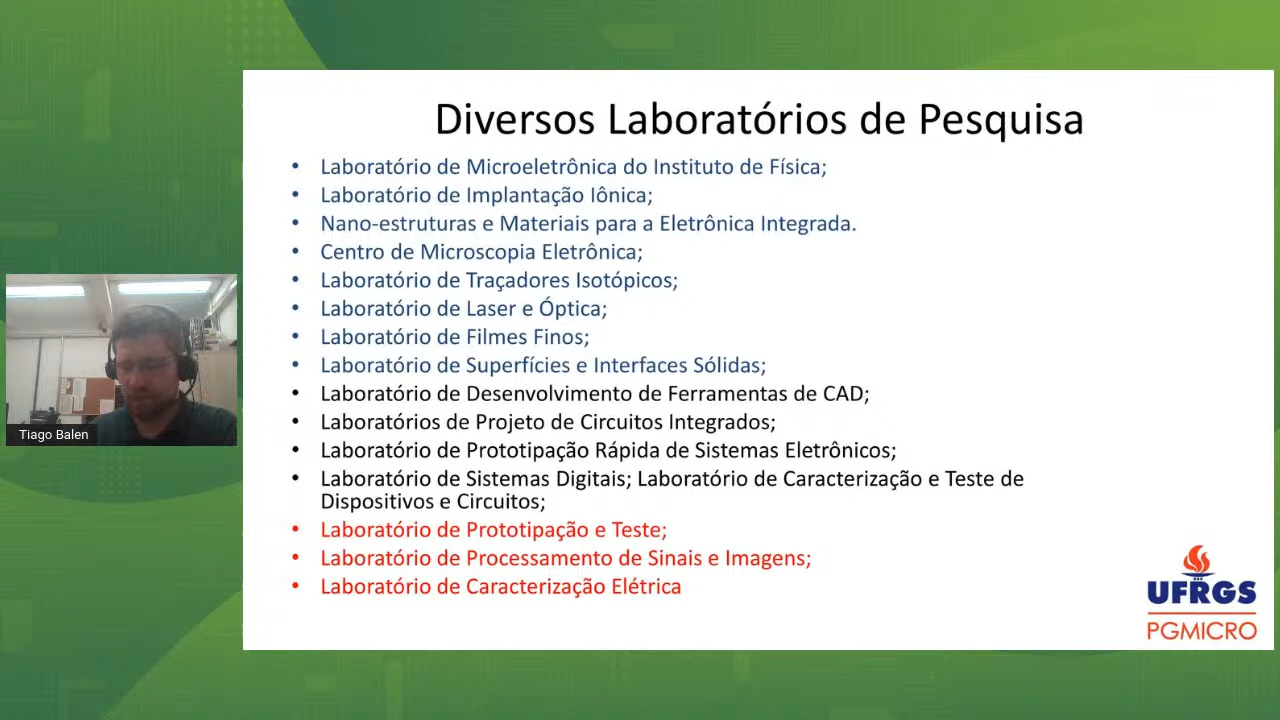 Diversos Laboratórios de Pesquisa
• Laboratório de Microeletrônica do Instituto de Física;
• Laboratório de Implantação Iônica;
• Nano-estruturas e Materiais para a Eletrônica Integrada.
• Centro de Microscopia Eletrônica;
• Laboratório de Traçadores Isotópicos;
• Laboratório de Laser e Óptica;
• Laboratório de Filmes Finos;
• Laboratório de Superfícies e Interfaces Sólidas;
• Laboratório de Desenvolvimento de Ferramentas de CAD;
• Laboratórios de Projeto de Circuitos Integrados;
• Laboratório de Prototipação Rápida de Sistemas Eletrônicos;
• Laboratório de Sistemas Digitais; Laboratório de Caracterização e Teste de
Dispositivos e Circuitos;
• Laboratório de Prototipação e Teste;
• Laboratório de Processamento de Sinais e Imagens;
• Laboratório de Caracterização Elétrica
Tiago Balen
UFRGS
PGMICRO